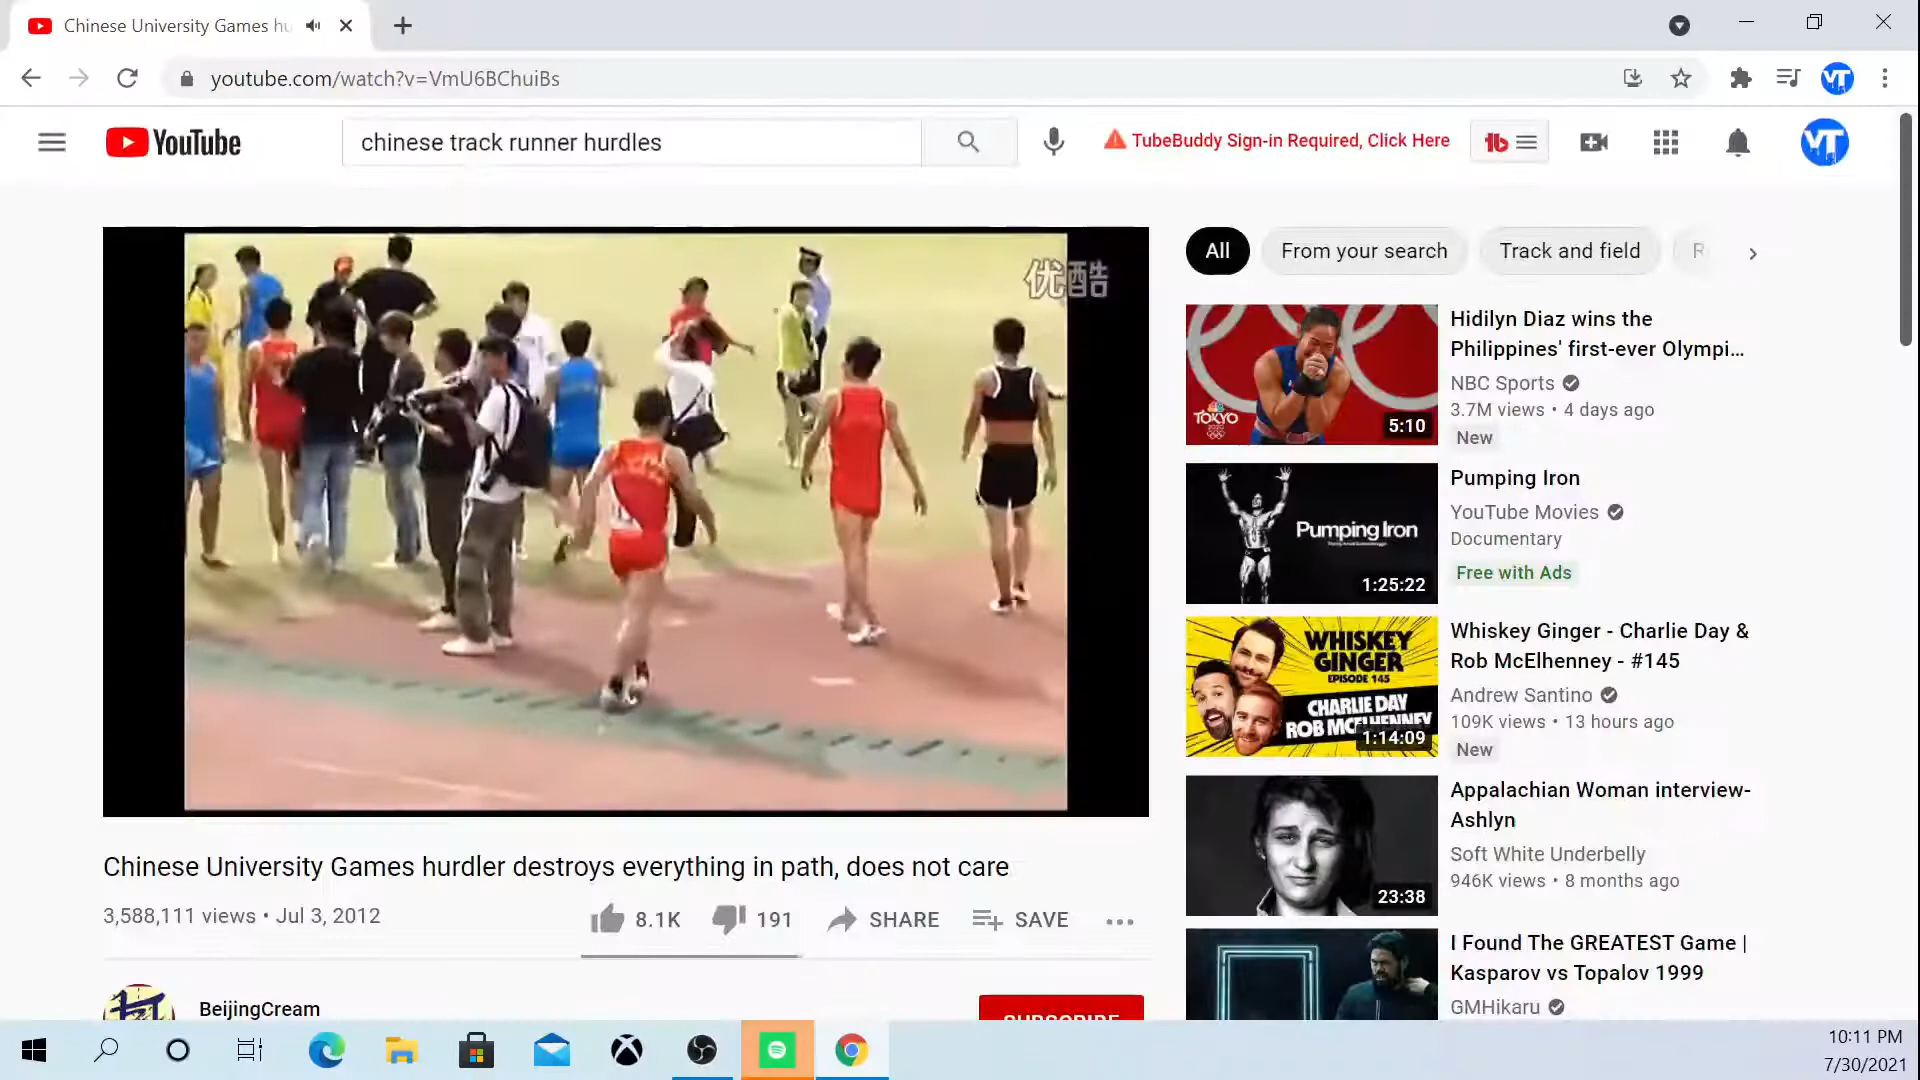 Chinese University Games hu
youtube.com/watch?v=VmU6BChuiBs
YouTube
chinese track runner hurdles
TubeBuddy Sign-in Required, Click Here
tb
VT
VT
优酷
All
From your search
Track and field
R
TOKYO
5:10
Hidilyn Diaz wins the
Philippines' first-ever Olympi...
NBC Sports
3.7M views • 4 days ago
New
Pumping Iron
1:25:22
Pumping Iron
YouTube Movies
Documentary
Free with Ads
WHISKEY
GINGER
EPISODE 145
CHARLIE DAY
ROB MCELHENNEY
1:14:09
Whiskey Ginger - Charlie Day &
Rob McElhenney - #145
Andrew Santino
109K views • 13 hours ago
New
23:38
Appalachian Woman interview-
Ashlyn
Soft White Underbelly
946K views • 8 months ago
I Found The GREATEST Game |
Kasparov vs Topalov 1999
GMHikaru
Chinese University Games hurdler destroys everything in path, does not care
3,588,111 views • Jul 3, 2012
8.1K
191
SHARE
SAVE
BeijingCream
SUBSCRIBE
10:11 PM
7/30/2021